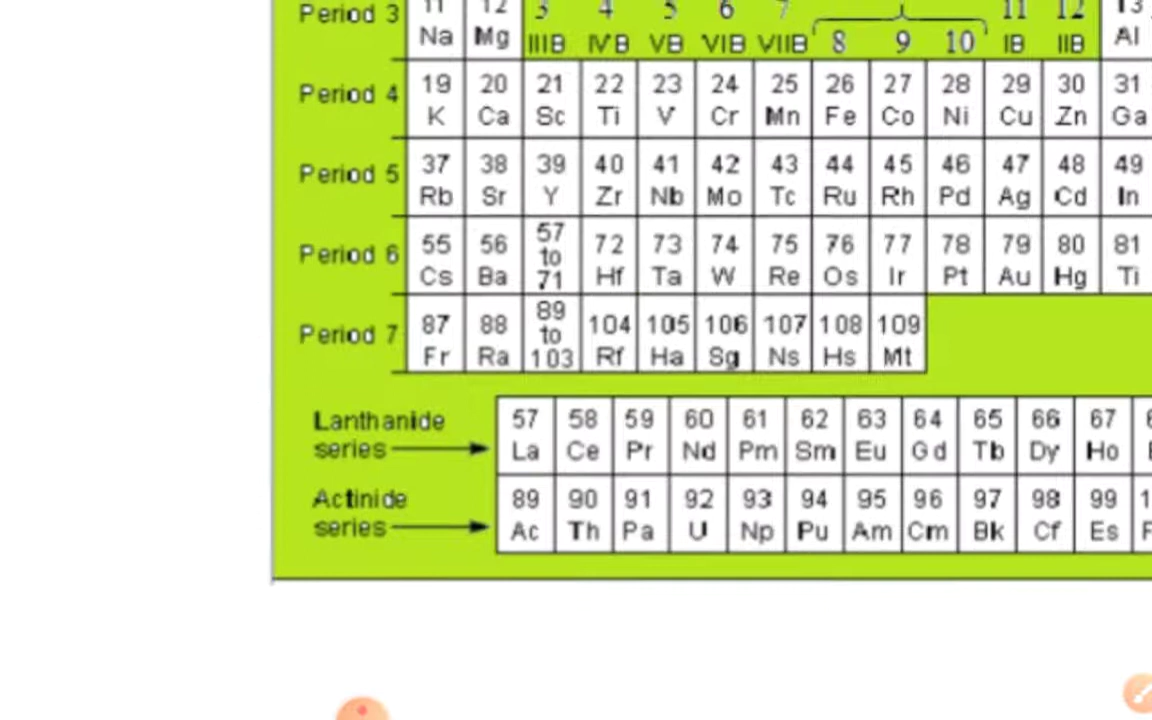 Period 3 11 12 3 4 5 6 7 11 12 13
Na Mg IIIB IVB VB VIB VIIB 8 9 10 IB IIB Al
Period 4 19 20 21 22 23 24 25 26 27 28 29 30 31
K Ca Sc Ti V Cr Mn Fe Co Ni Cu Zn Ga
Period 5 37 38 39 40 41 42 43 44 45 46 47 48 49
Rb Sr Y Zr Nb Mo Tc Ru Rh Pd Ag Cd In
Period 6 55 56 57 to 71 72 73 74 75 76 77 78 79 80 81
Cs Ba Hf Ta W Re Os Ir Pt Au Hg Ti
Period 7 87 88 89 to 103 104 105 106 107 108 109
Fr Ra Rf Ha Sg Ns Hs Mt
Lanthanide 57 58 59 60 61 62 63 64 65 66 67
series La Ce Pr Nd Pm Sm Eu Gd Tb Dy Ho
Actinide 89 90 91 92 93 94 95 96 97 98 99
series Ac Th Pa U Np Pu Am Cm Bk Cf Es